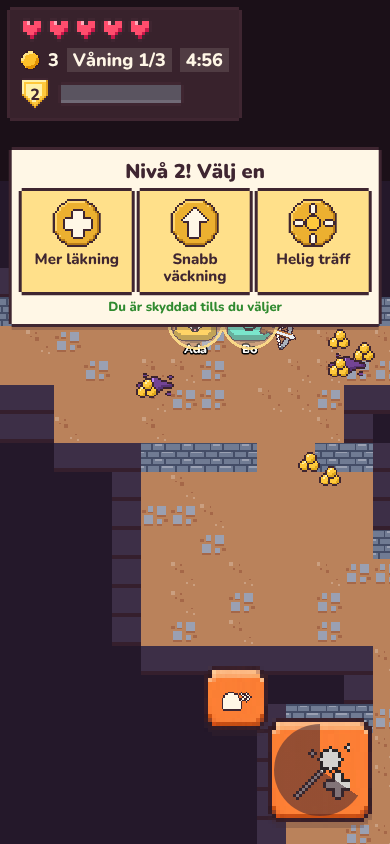 3 Våning 1/3 4:56
2
Nivå 2! Välj en
Mer läkning
Snabb väckning
Helig träff
Du är skyddad tills du väljer
Ada Bo